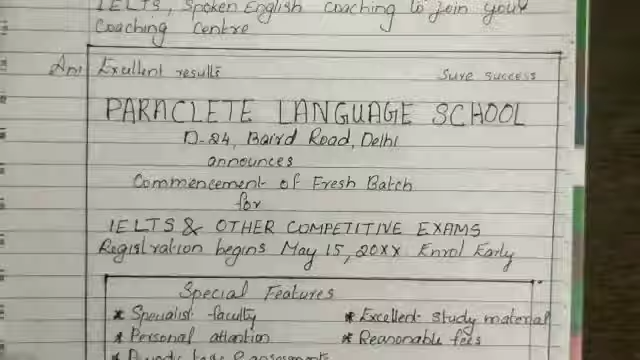 IELTS, Spoken English coaching to join your
Coaching centre
Ans Excellent results Sure success
PARACLETE LANGUAGE SCHOOL
D-24, Baird Road, Delhi
announces
Commencement of Fresh Batch
for
IELTS & OTHER COMPETITIVE EXAMS
Registration begins May 15, 20XX Enrol Early
Special Features
* Specialist faculty * Excellent study material
* Personal attention * Reasonable fees